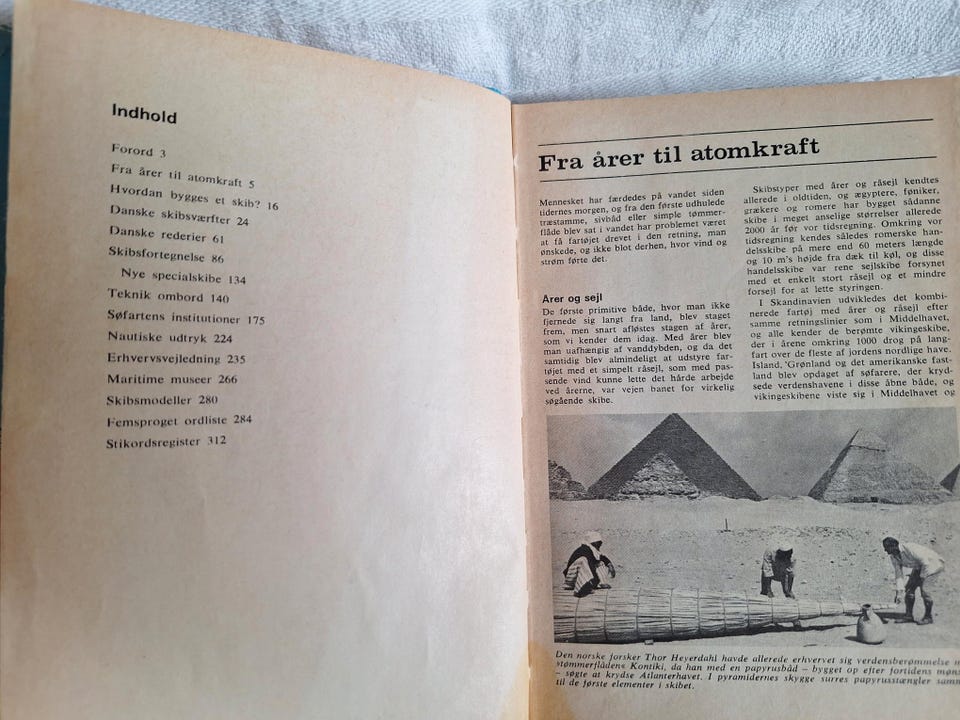 Indhold
Forord 3
Fra årer til atomkraft 5
Hvordan bygges et skib? 16
Danske skibsværfter 24
Danske rederier 61
Skibsfortegnelse 86
Nye specialskibe 134
Teknik ombord 140
Søfartens institutioner 175
Nautiske udtryk 224
Erhvervsvejledning 235
Maritime museer 266
Skibsmodeller 280
Femsproget ordliste 284
Stikordsregister 312
Fra årer til atomkraft
Mennesket har færdedes på vandet siden
tidernes morgen, og fra den første udhulede
træstamme, sivbåd eller simple tømmer-
flåde blev sat i vandet har problemet været
at få fartøjet drevet i den retning, man
ønskede, og ikke blot derhen, hvor vind og
strøm førte det.
Årer og sejl
De første primitive både, hvor man ikke
fjernede sig langt fra land, blev staget
frem, men snart afløstes stagen af årer,
som vi kender dem idag. Med årer blev
man uafhængig af vanddybden, og da det
samtidig blev almindeligt at udstyre far-
tøjet med et simpelt råsejl, som med pas-
sende vind kunne lette det hårde arbejde
ved årerne, var vejen banet for virkelig
søgående skibe.
Skibstyper med årer og råsejl kendtes
allerede i oldtiden, og ægyptere, føniker,
grækere og romere har bygget sådanne
skibe i meget anselige størrelser allerede
2000 år før vor tidsregning. Omkring vor
tidsregning kendes således romerske han-
delsskibe på mere end 60 meters længde
og 10 m's højde fra dæk til køl, og disse
handelsskibe var rene sejlskibe forsynet
med et enkelt stort råsejl og et mindre
forsejl for at lette styringen.
I Skandinavien udvikledes det kombi-
nerede fartøj med årer og råsejl efter
samme retningslinier som i Middelhavet,
og alle kender de berømte vikingeskibe,
der i årene omkring 1000 drog på lang-
fart over de fleste af jordens nordlige have.
Island, Grønland og det amerikanske fast-
land blev opdaget af søfarere, der kryd-
sede verdenshavene i disse åbne både, og
vikingeskibene viste sig i Middelhavet og
Den norske forsker Thor Heyerdahl havde allerede erhvervet sig verdensberømmelse
»tømmerflåden« Kontiki, da han med en papyrusbåd – bygget op efter fortidens
– søgte at krydse Atlanterhavet. I pyramidernes skygge surres papyrusstængler
til de første elementer i skibet.